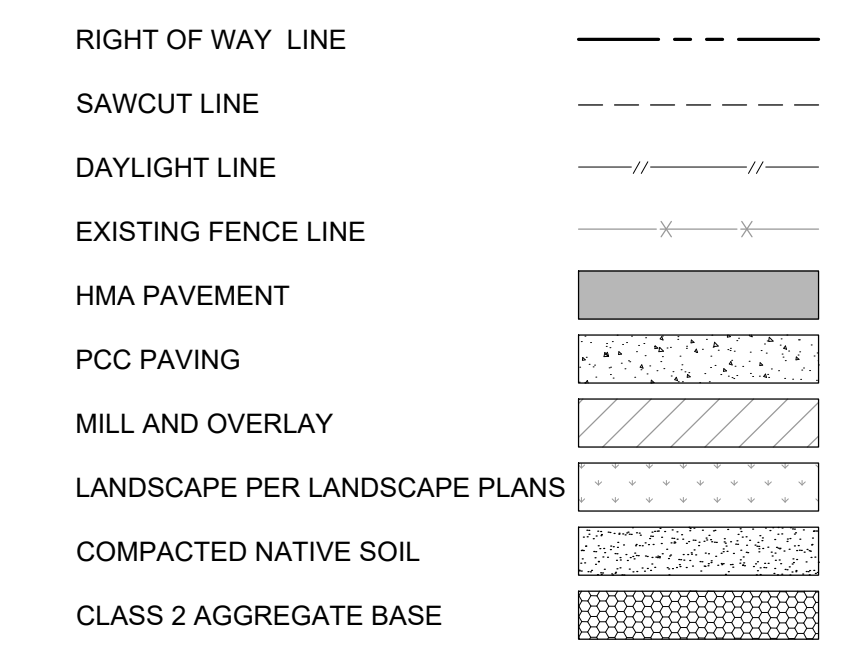 RIGHT OF WAY LINE
SAWCUT LINE
DAYLIGHT LINE
EXISTING FENCE LINE
HMA PAVEMENT
PCC PAVING
MILL AND OVERLAY
LANDSCAPE PER LANDSCAPE PLANS
COMPACTED NATIVE SOIL
CLASS 2 AGGREGATE BASE